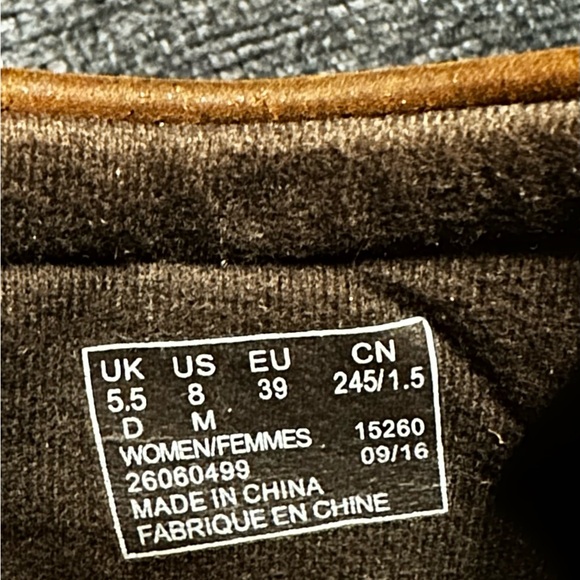 UK US EU CN
5.5 8 39 245/1.5
D M
WOMEN/FEMMES 15260
26060499 09/16
MADE IN CHINA
FABRIQUE EN CHINE